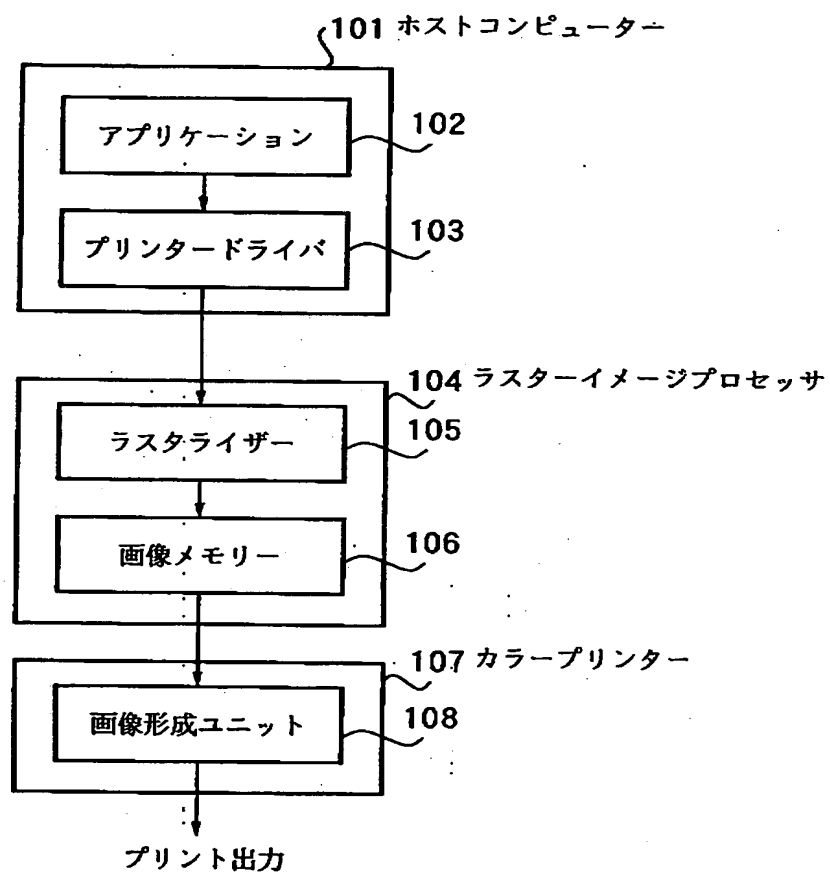 101 ホストコンピューター
アプリケーション
102
プリンタードライバ
103
104 ラスターイメージプロセッサ
ラスタライザー
105
画像メモリー
106
107 カラープリンター
画像形成ユニット
108
プリント出力